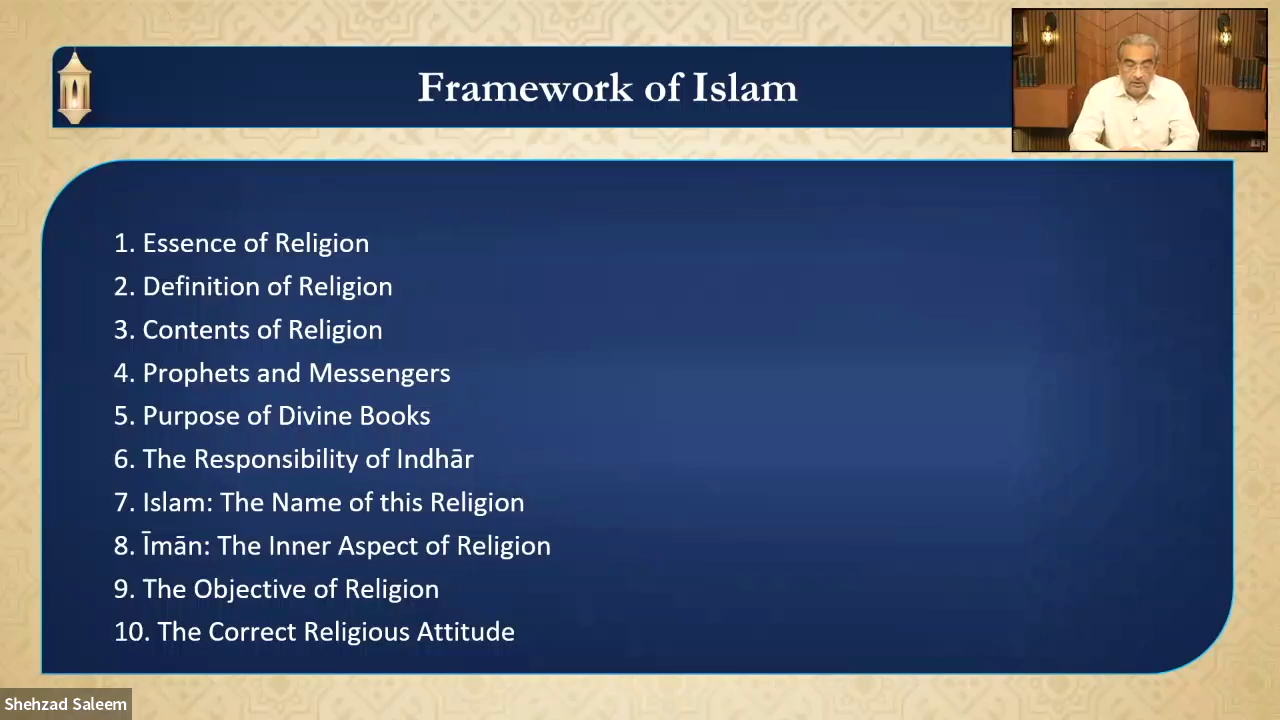 Framework of Islam
1. Essence of Religion
2. Definition of Religion
3. Contents of Religion
4. Prophets and Messengers
5. Purpose of Divine Books
6. The Responsibility of Indhār
7. Islam: The Name of this Religion
8. Īmān: The Inner Aspect of Religion
9. The Objective of Religion
10. The Correct Religious Attitude
Shehzad Saleem